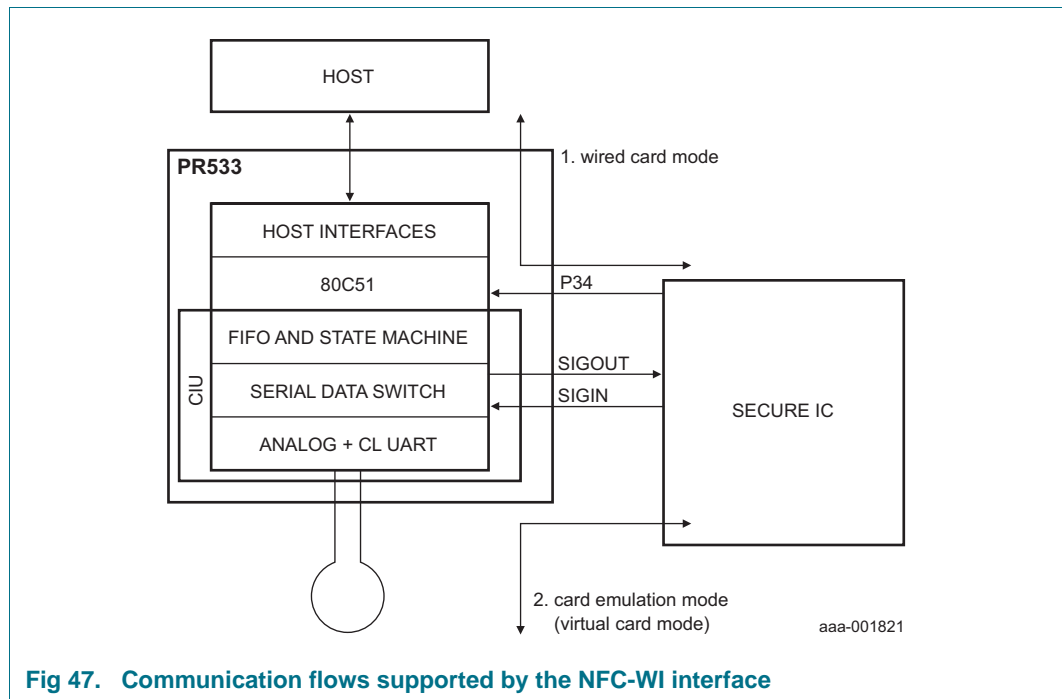 HOST
1. wired card mode
PR533
HOST INTERFACES
80C51
P34
FIFO AND STATE MACHINE
SIGOUT
CIU
SERIAL DATA SWITCH
SIGIN
SECURE IC
ANALOG + CL UART
2. card emulation mode
(virtual card mode)
aaa-001821
Fig 47. Communication flows supported by the NFC-WI interface